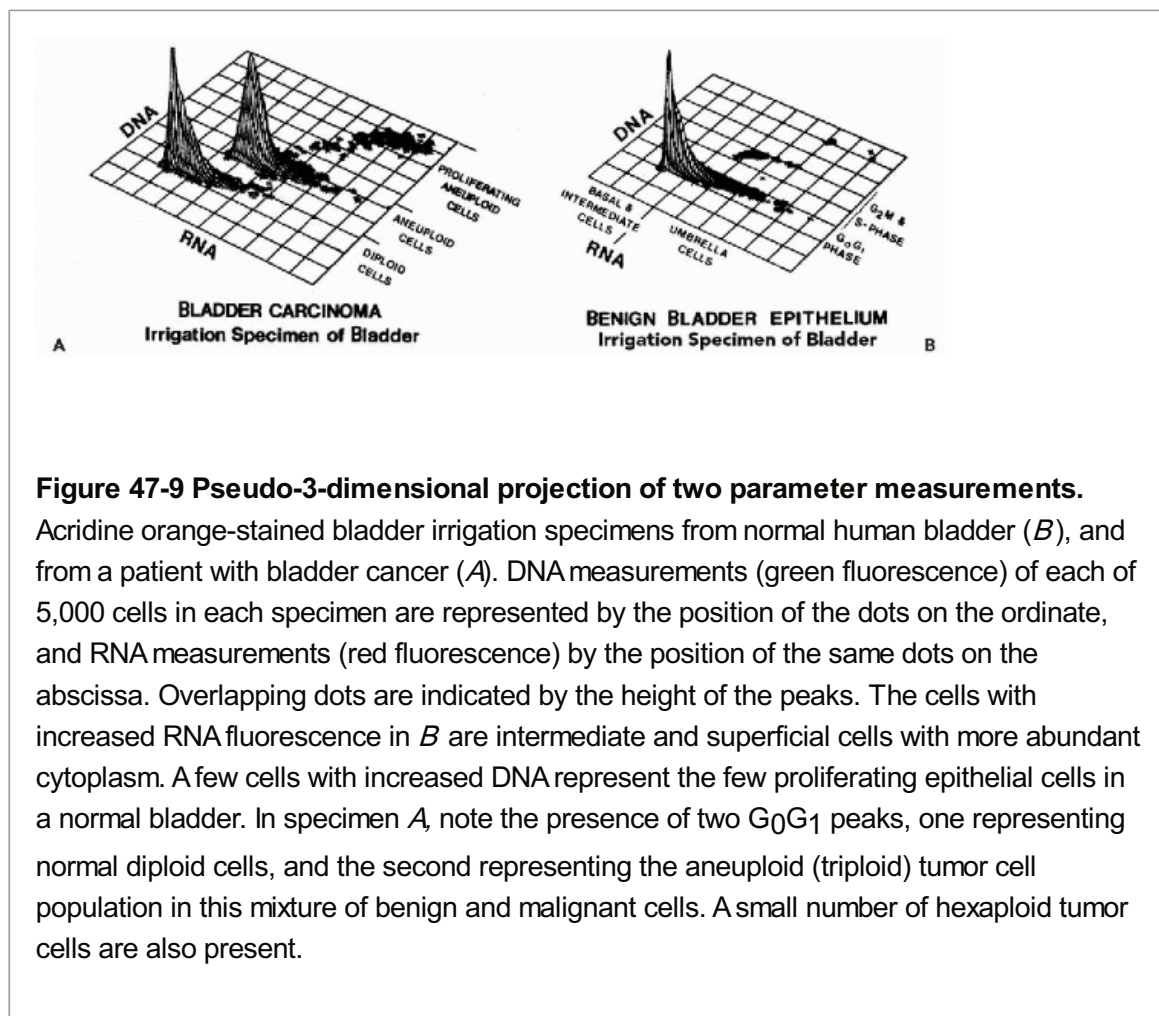 DNA
RNA
PROLIFERATING
ANEUPLOID
CELLS
ANEUPLOID
CELLS
DIPLOID
CELLS
BLADDER CARCINOMA
Irrigation Specimen of Bladder
A
DNA
BASAL &
INTERMEDIATE
CELLS
RNA
UMBRELLA
CELLS
G2M &
S-PHASE
G0G1
PHASE
BENIGN BLADDER EPITHELIUM
Irrigation Specimen of Bladder
B
Figure 47-9 Pseudo-3-dimensional projection of two parameter measurements.
Acridine orange-stained bladder irrigation specimens from normal human bladder (B), and
from a patient with bladder cancer (A). DNA measurements (green fluorescence) of each of
5,000 cells in each specimen are represented by the position of the dots on the ordinate,
and RNA measurements (red fluorescence) by the position of the same dots on the
abscissa. Overlapping dots are indicated by the height of the peaks. The cells with
increased RNA fluorescence in B are intermediate and superficial cells with more abundant
cytoplasm. A few cells with increased DNA represent the few proliferating epithelial cells in
a normal bladder. In specimen A, note the presence of two G0G1 peaks, one representing
normal diploid cells, and the second representing the aneuploid (triploid) tumor cell
population in this mixture of benign and malignant cells. A small number of hexaploid tumor
cells are also present.